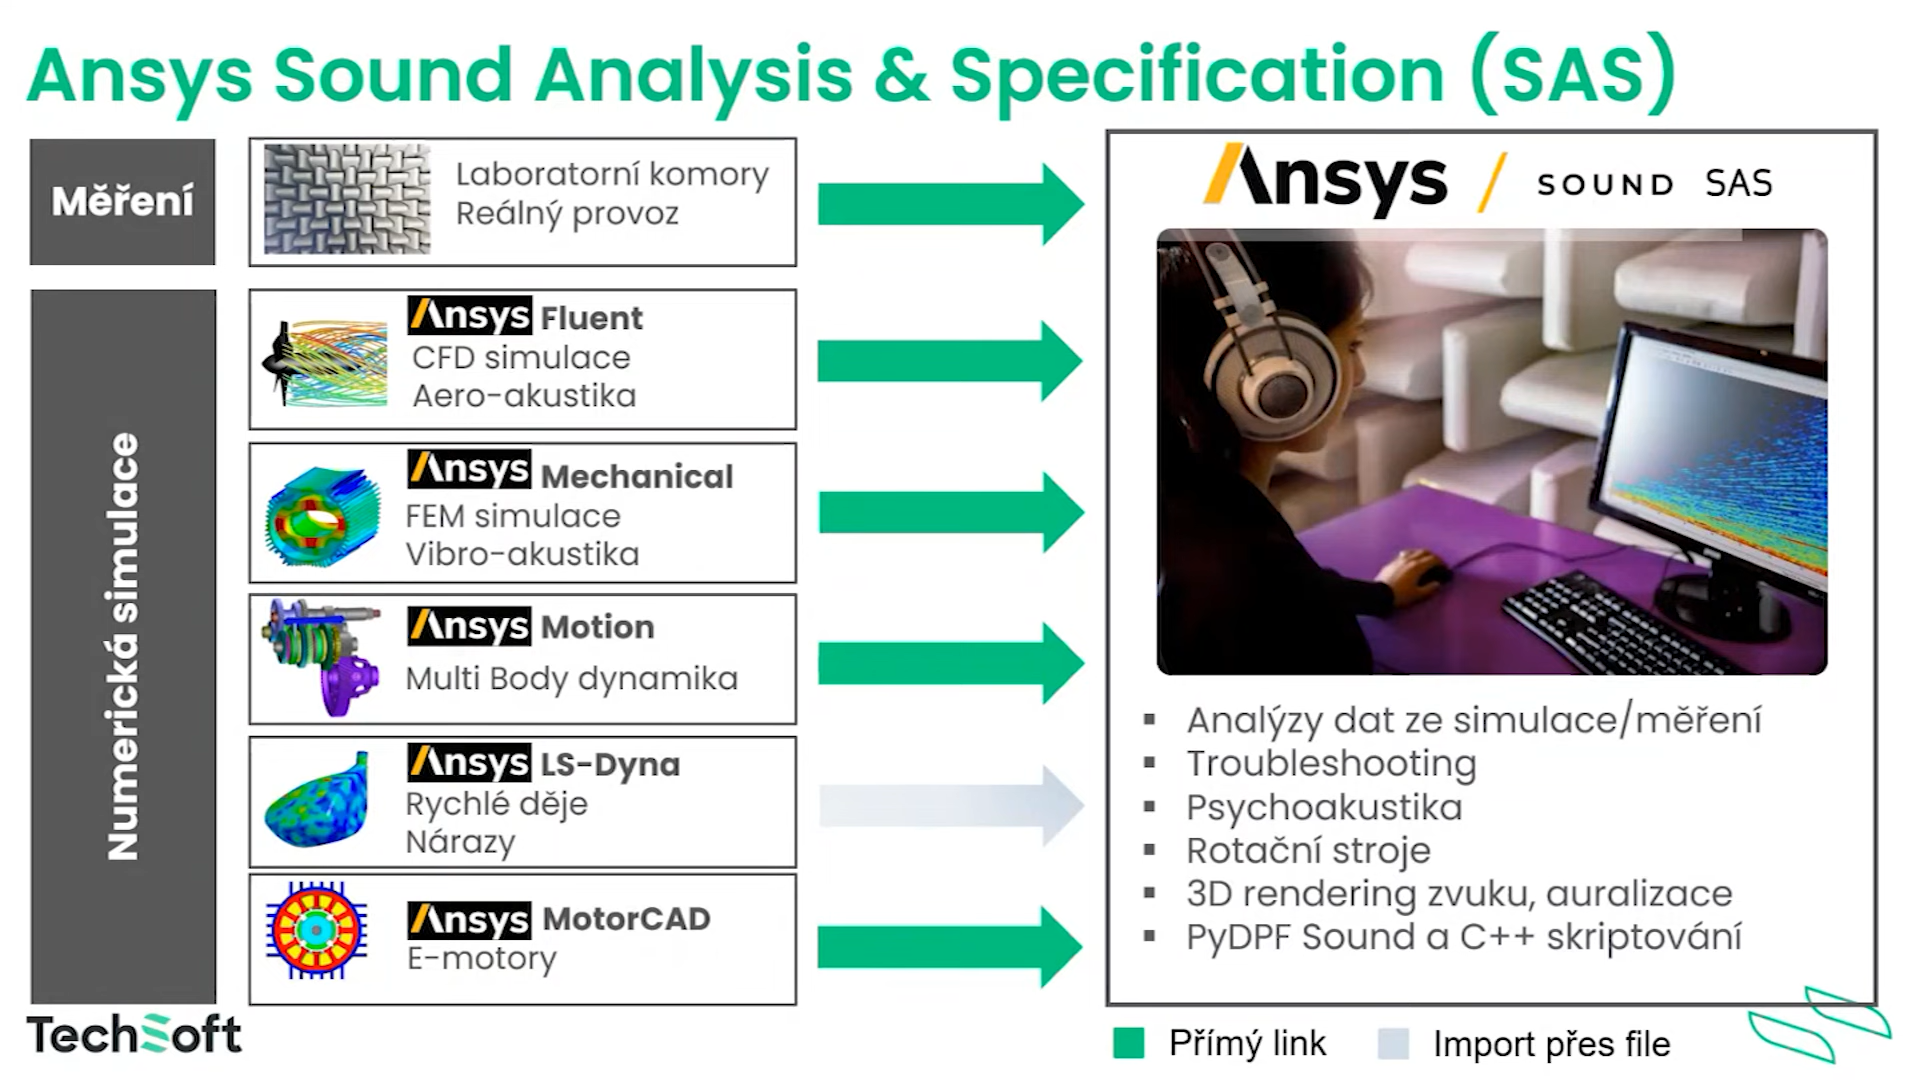 Ansys Sound Analysis & Specification (SAS)
Měření
Laboratorní komory
Reálný provoz
Numerická simulace
Ansys Fluent
CFD simulace
Aero-akustika
Ansys Mechanical
FEM simulace
Vibro-akustika
Ansys Motion
Multi Body dynamika
Ansys LS-Dyna
Rychlé děje
Nárazy
Ansys MotorCAD
E-motory
Ansys / SOUND SAS
▪ Analýzy dat ze simulace/měření
▪ Troubleshooting
▪ Psychoakustika
▪ Rotační stroje
▪ 3D rendering zvuku, auralizace
▪ PyDPF Sound a C++ skriptování
TechSoft
Přímý link
Import přes file